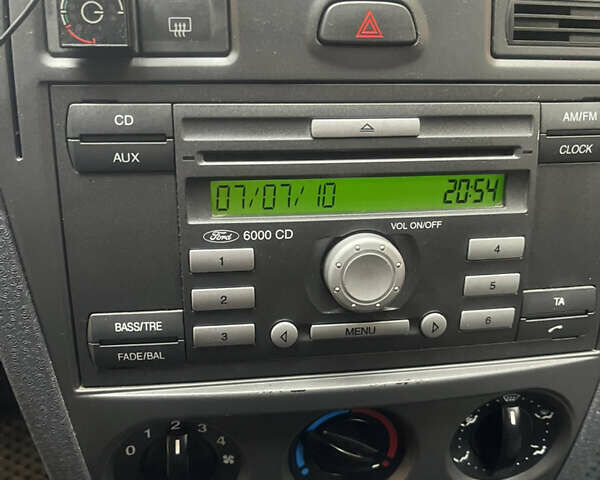 CD
AM/FM
AUX
CLOCK
07/07/10 20:54
Ford 6000 CD
VOL ON/OFF
1
4
2
5
3
6
MENU
BASS/TRE
TA
FADE/BAL
0 1 2 3 4